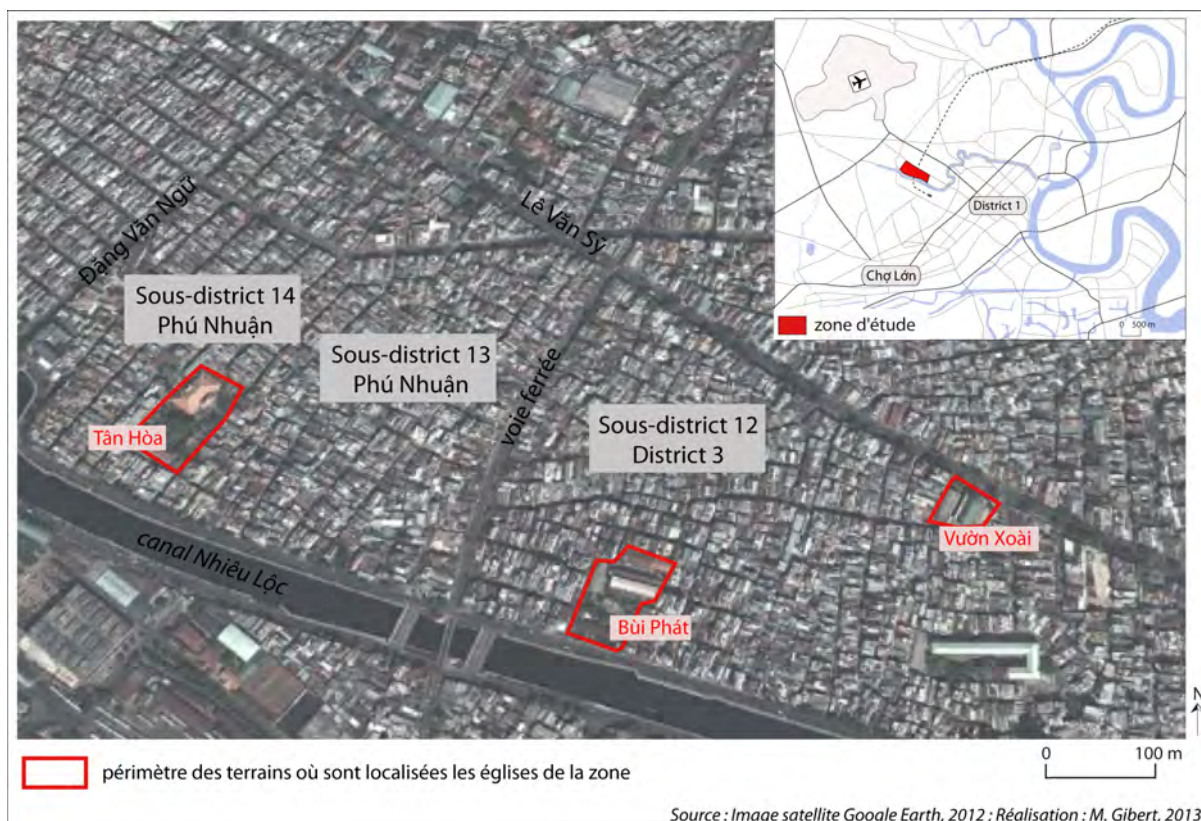 District 1
Chợ Lớn
zone d'étude
0 500 m
Đặng Văn Ngữ
Lê Văn Sỹ
Sous-district 14
Phú Nhuận
Sous-district 13
Phú Nhuận
voie ferrée
Sous-district 12
District 3
Tân Hòa
Vườn Xoài
canal Nhiêu Lộc
Bùi Phát
N
0 100 m
périmètre des terrains où sont localisées les églises de la zone
Source : Image satellite Google Earth, 2012 ; Réalisation : M. Gibert, 2013